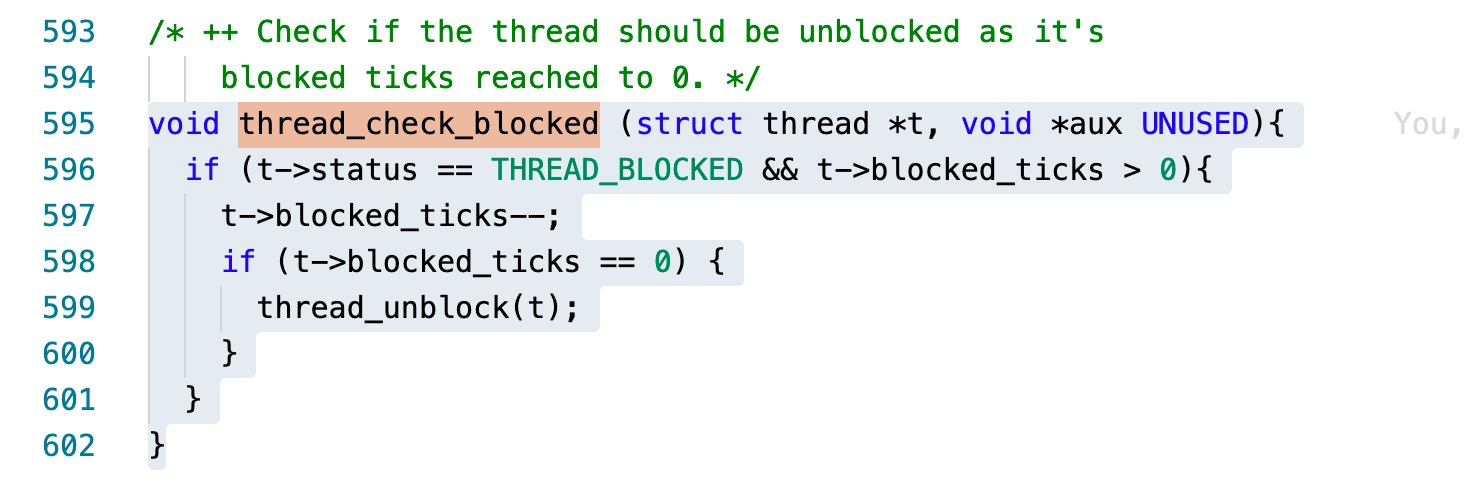 593 /* ++ Check if the thread should be unblocked as it's
594 blocked ticks reached to 0. */
595 void thread_check_blocked (struct thread *t, void *aux UNUSED){ You,
596 if (t->status == THREAD_BLOCKED && t->blocked_ticks > 0){
597 t->blocked_ticks--;
598 if (t->blocked_ticks == 0) {
599 thread_unblock(t);
600 }
601 }
602 }